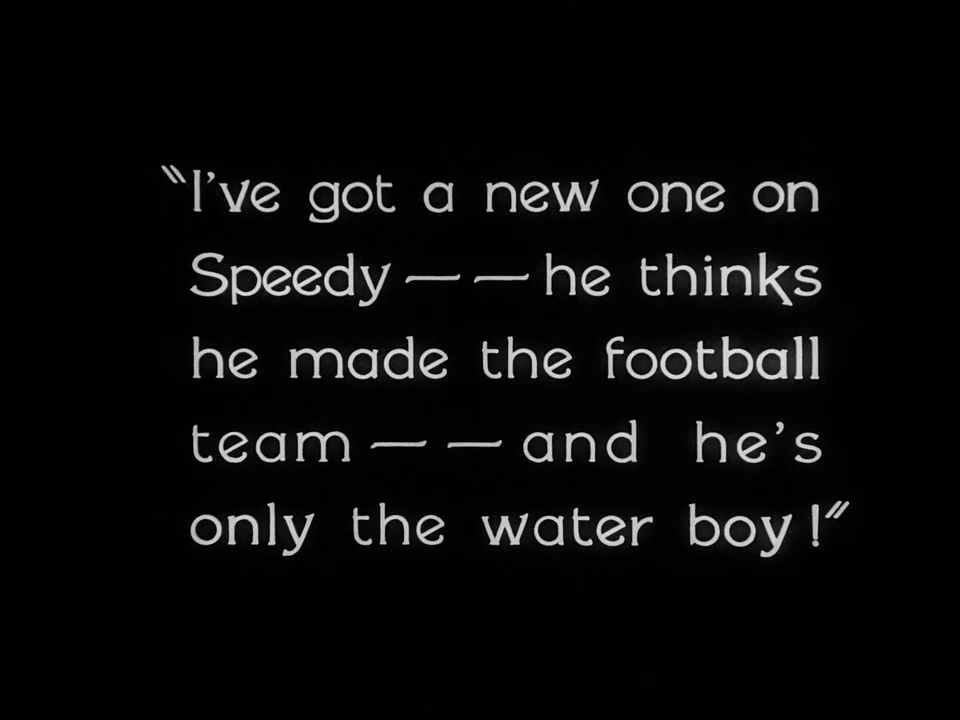 "I've got a new one on
Speedy — — he thinks
he made the football
team — — and he's
only the water boy!"